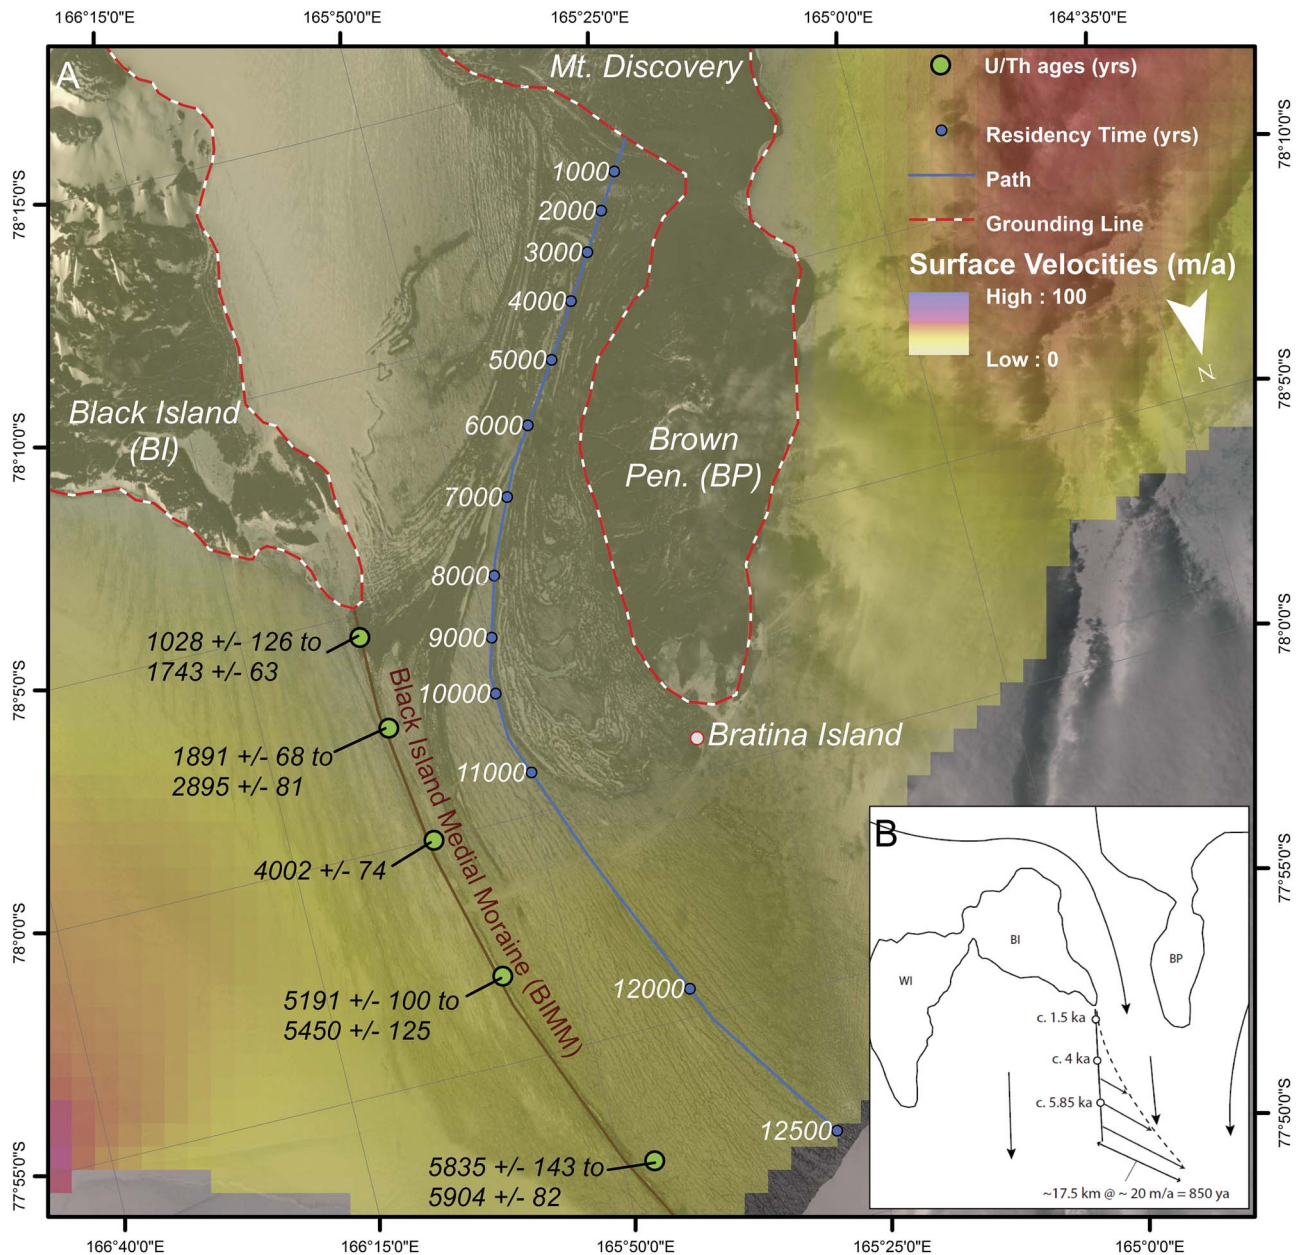 166°15'0"E
165°50'0"E
165°25'0"E
165°0'0"E
164°35'0"E
A
Mt. Discovery
U/Th ages (yrs)
Residency Time (yrs)
Path
Grounding Line
Surface Velocities (m/a)
High : 100
Low : 0
N
78°15'0"S
78°10'0"S
78°5'0"S
78°0'0"S
77°55'0"S
78°10'0"S
78°5'0"S
78°0'0"S
77°55'0"S
77°50'0"S
1000
2000
3000
4000
5000
6000
7000
8000
9000
10000
11000
12000
12500
Black Island
(BI)
Brown
Pen. (BP)
Bratina Island
Black Island Medial Moraine (BIMM)
1028 +/- 126 to
1743 +/- 63
1891 +/- 68 to
2895 +/- 81
4002 +/- 74
5191 +/- 100 to
5450 +/- 125
5835 +/- 143 to
5904 +/- 82
B
BI
BP
WI
c. 1.5 ka
c. 4 ka
c. 5.85 ka
~17.5 km @ ~ 20 m/a = 850 ya
166°40'0"E
166°15'0"E
165°50'0"E
165°25'0"E
165°0'0"E